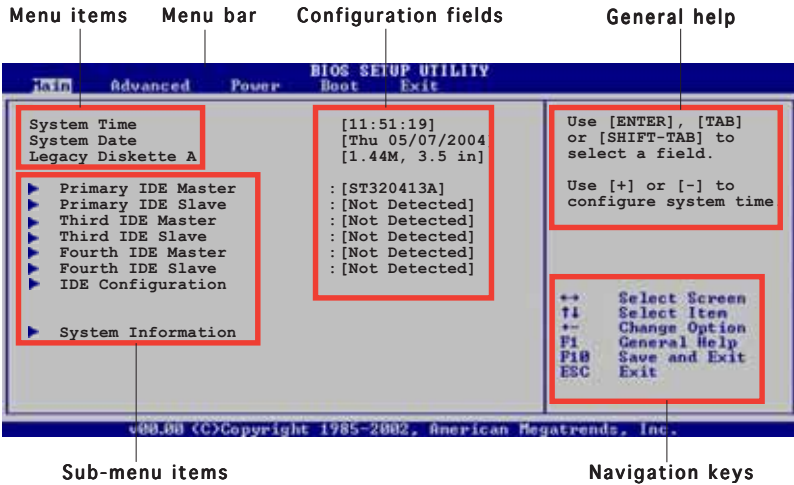 Menu items Menu bar Configuration fields General help
BIOS SETUP UTILITY
Main Advanced Power Boot Exit
System Time [11:51:19]
System Date [Thu 05/07/2004]
Legacy Diskette A [1.44M, 3.5 in]
Primary IDE Master :[ST320413A]
Primary IDE Slave :[Not Detected]
Third IDE Master :[Not Detected]
Third IDE Slave :[Not Detected]
Fourth IDE Master :[Not Detected]
Fourth IDE Slave :[Not Detected]
IDE Configuration
System Information
Use [ENTER], [TAB]
or [SHIFT-TAB] to
select a field.
Use [+] or [-] to
configure system time
↔ Select Screen
↑↓ Select Item
+- Change Option
F1 General Help
F10 Save and Exit
ESC Exit
v00.00 (C)Copyright 1985-2002, American Megatrends, Inc.
Sub-menu items Navigation keys